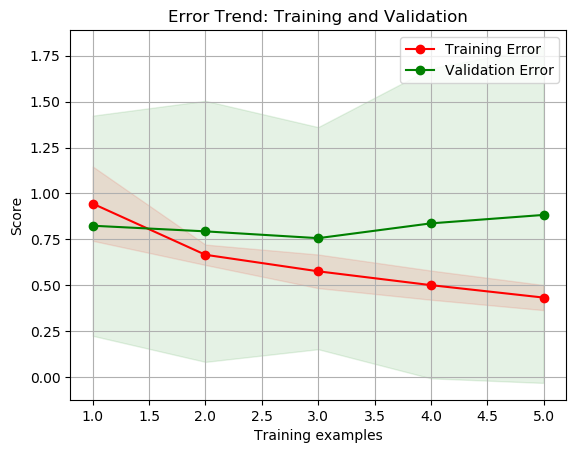 Error Trend: Training and Validation
Training Error
Validation Error
Score
1.75
1.50
1.25
1.00
0.75
0.50
0.25
0.00
1.0 1.5 2.0 2.5 3.0 3.5 4.0 4.5 5.0
Training examples